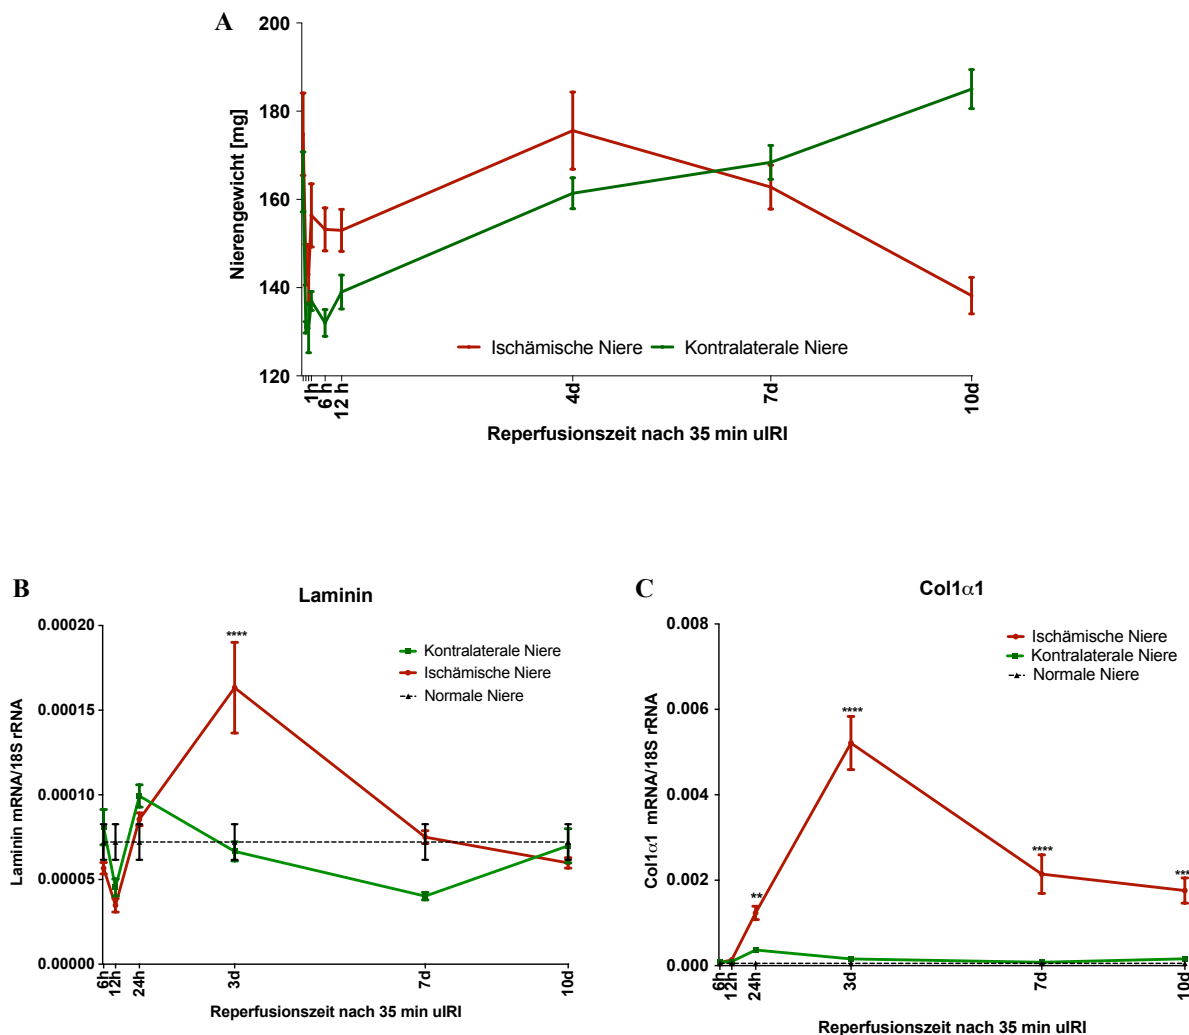 A
Nierengewicht [mg]
200
180
160
140
120
Ischämische Niere
Kontralaterale Niere
1h
6 h
12 h
4d
7d
10d
Reperfusionszeit nach 35 min uIRI
B
Laminin
Laminin mRNA/18S rRNA
0.00020
0.00015
0.00010
0.00005
0.00000
****
Kontralaterale Niere
Ischämische Niere
Normale Niere
6h
12h
24h
3d
7d
10d
Reperfusionszeit nach 35 min uIRI
C
Col1α1
Col1α1 mRNA/18S rRNA
0.008
0.006
0.004
0.002
0.000
**
****
****
***
Ischämische Niere
Kontralaterale Niere
Normale Niere
6h
12h
24h
3d
7d
10d
Reperfusionszeit nach 35 min uIRI